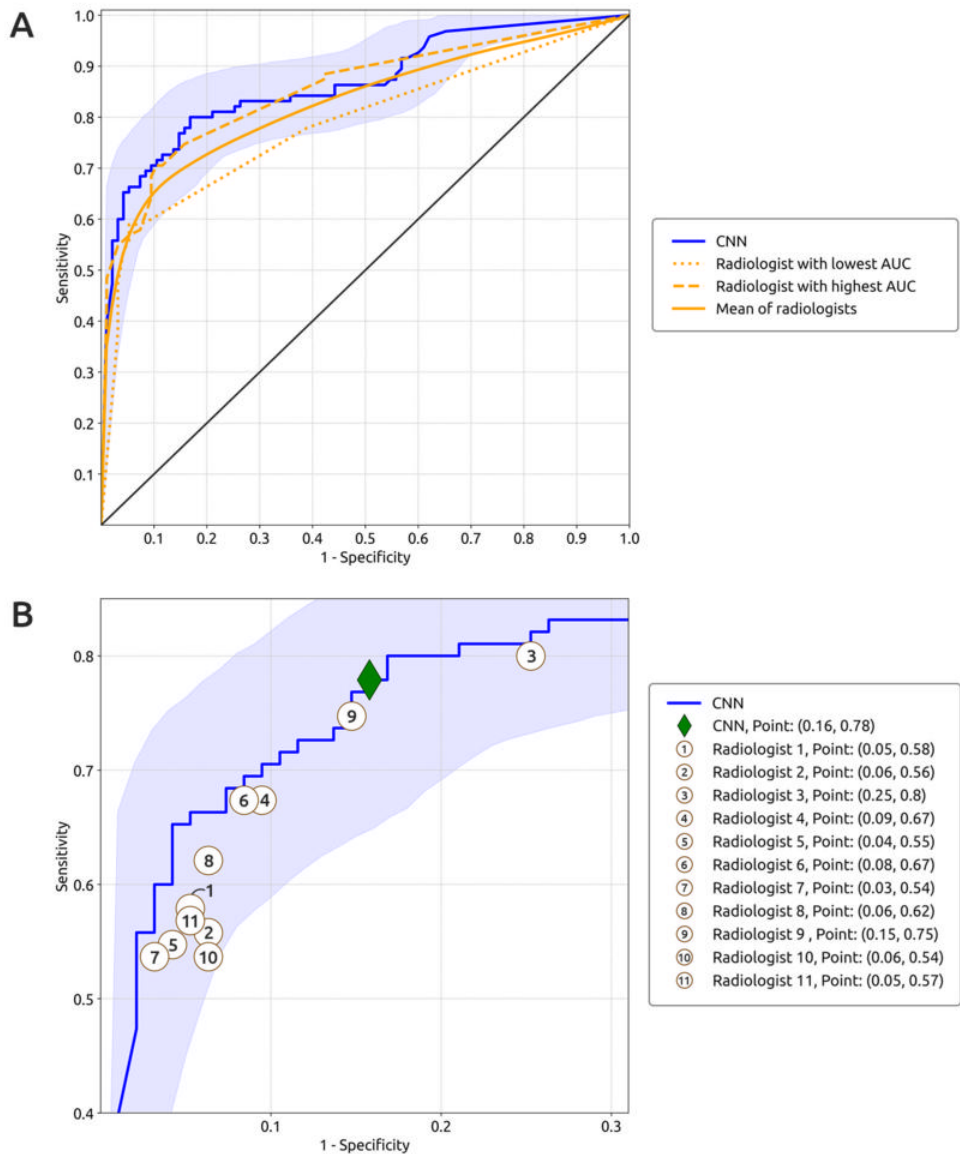 A
1.0
0.9
0.8
0.7
0.6
0.5
0.4
0.3
0.2
0.1
Sensitivity
0.1 0.2 0.3 0.4 0.5 0.6 0.7 0.8 0.9 1.0
1 - Specificity
CNN
Radiologist with lowest AUC
Radiologist with highest AUC
Mean of radiologists
B
0.8
0.7
0.6
0.5
0.4
Sensitivity
3
9
6 4
8
1
11
2
5
7 10
0.1 0.2 0.3
1 - Specificity
CNN
CNN, Point: (0.16, 0.78)
1 Radiologist 1, Point: (0.05, 0.58)
2 Radiologist 2, Point: (0.06, 0.56)
3 Radiologist 3, Point: (0.25, 0.8)
4 Radiologist 4, Point: (0.09, 0.67)
5 Radiologist 5, Point: (0.04, 0.55)
6 Radiologist 6, Point: (0.08, 0.67)
7 Radiologist 7, Point: (0.03, 0.54)
8 Radiologist 8, Point: (0.06, 0.62)
9 Radiologist 9 , Point: (0.15, 0.75)
10 Radiologist 10, Point: (0.06, 0.54)
11 Radiologist 11, Point: (0.05, 0.57)